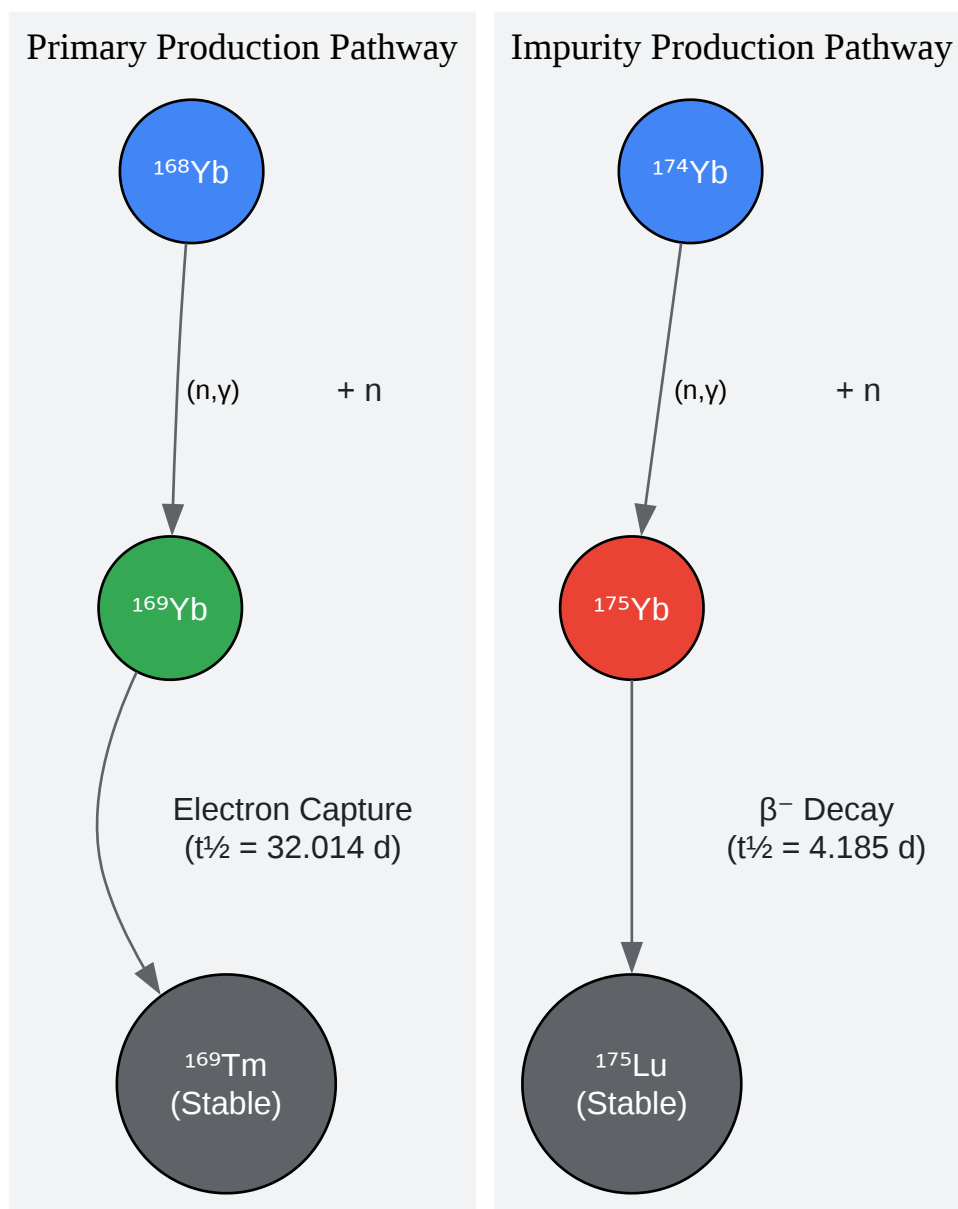 Primary Production Pathway
¹⁶⁸Yb
(n,γ)
+ n
¹⁶⁹Yb
Electron Capture
(t½ = 32.014 d)
¹⁶⁹Tm
(Stable)
Impurity Production Pathway
¹⁷⁴Yb
(n,γ)
+ n
¹⁷⁵Yb
β⁻ Decay
(t½ = 4.185 d)
¹⁷⁵Lu
(Stable)